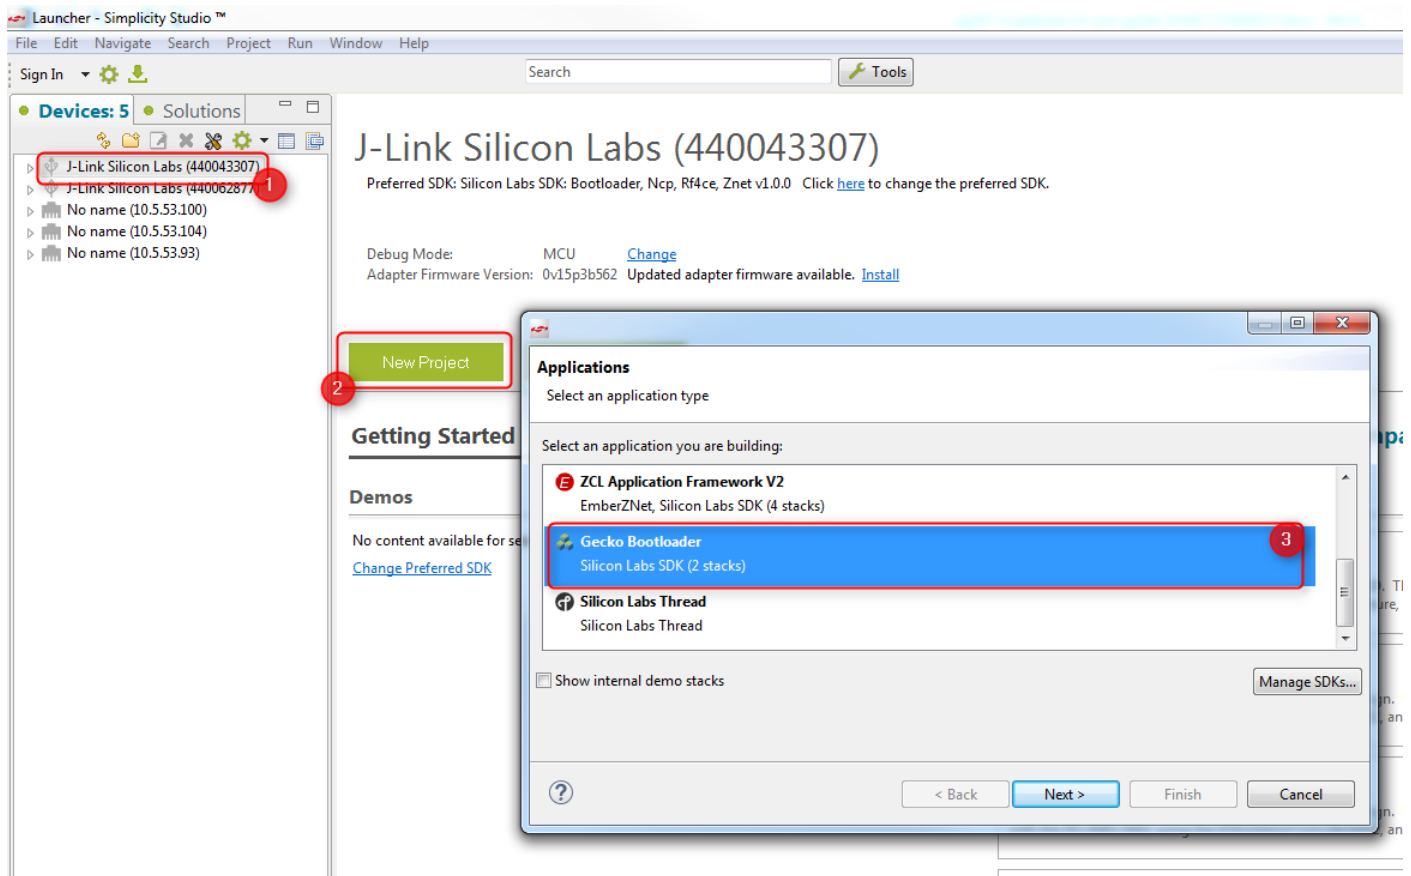 Launcher - Simplicity Studio ™
File Edit Navigate Search Project Run Window Help
Sign In
Search
Tools
Devices: 5
Solutions
J-Link Silicon Labs (440043307)
1
J-Link Silicon Labs (440062877)
No name (10.5.53.100)
No name (10.5.53.104)
No name (10.5.53.93)
J-Link Silicon Labs (440043307)
Preferred SDK: Silicon Labs SDK: Bootloader, Ncp, Rf4ce, Znet v1.0.0 Click here to change the preferred SDK.
Debug Mode: MCU Change
Adapter Firmware Version: 0v15p3b562 Updated adapter firmware available. Install
New Project
2
Getting Started
Demos
No content available for se
Change Preferred SDK
Applications
Select an application type
Select an application you are building:
E ZCL Application Framework V2
EmberZNet, Silicon Labs SDK (4 stacks)
Gecko Bootloader
3
Silicon Labs SDK (2 stacks)
Silicon Labs Thread
Silicon Labs Thread
Show internal demo stacks
Manage SDKs...
?
< Back
Next >
Finish
Cancel